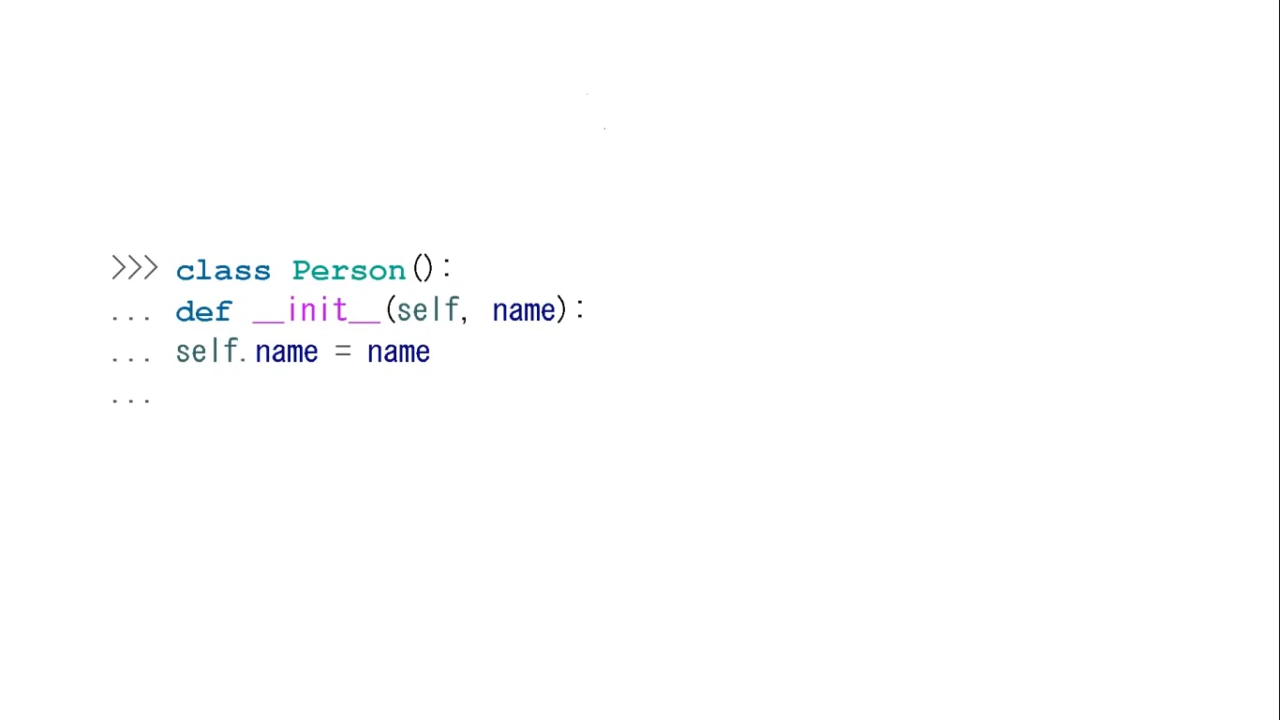 >>> class Person():
... def __init__(self, name):
... self.name = name
...